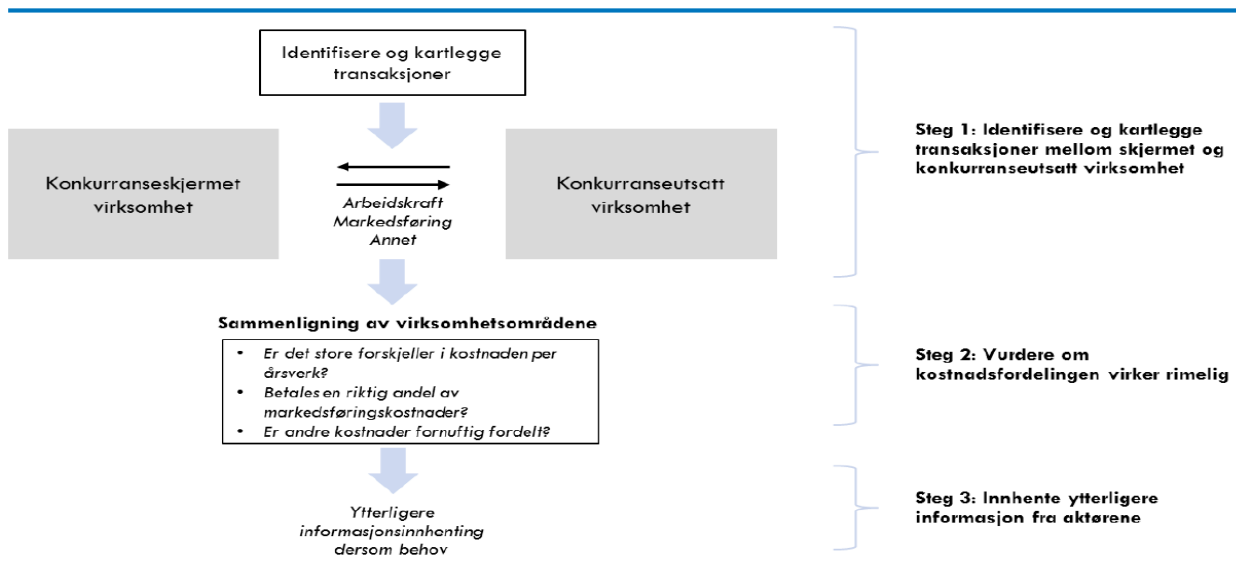 Identifisere og kartlegge
transaksjoner
Konkurranseskjermet
virksomhet
Arbeidskraft
Markedsføring
Annet
Konkurranseutsatt
virksomhet
Steg 1: Identifisere og kartlegge
transaksjoner mellom skjermet og
konkurranseutsatt virksomhet
Sammenligning av virksomhetsområdene
• Er det store forskjeller i kostnaden per
årsverk?
• Betales en riktig andel av
markedsføringskostnader?
• Er andre kostnader fornuftig fordelt?
Steg 2: Vurdere om
kostnadsfordelingen virker rimelig
Ytterligere
informasjonsinnhenting
dersom behov
Steg 3: Innhente ytterligere
informasjon fra aktørene